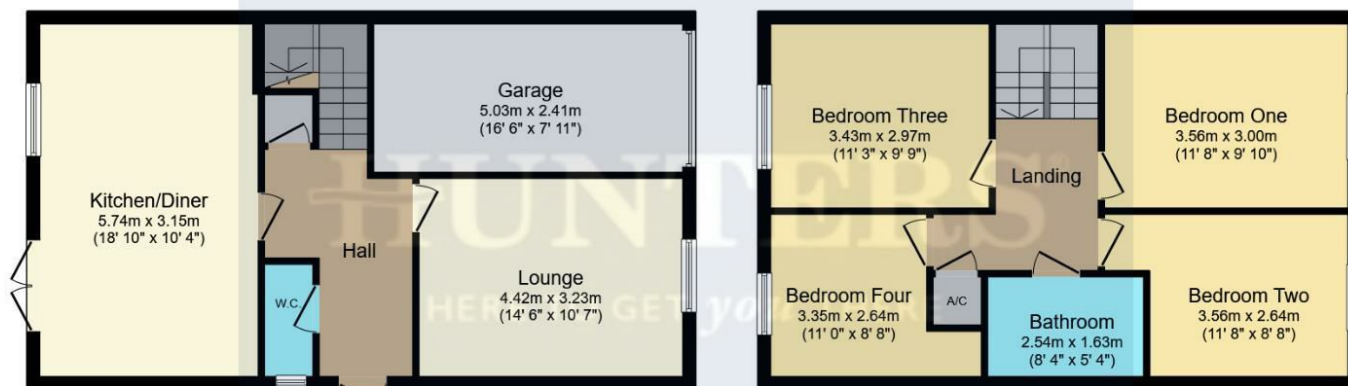 Kitchen/Diner
5.74m x 3.15m
(18' 10" x 10' 4")
Garage
5.03m x 2.41m
(16' 6" x 7' 11")
Hall
W.C.
Lounge
4.42m x 3.23m
(14' 6" x 10' 7")
Bedroom Three
3.43m x 2.97m
(11' 3" x 9' 9")
Landing
Bedroom One
3.56m x 3.00m
(11' 8" x 9' 10")
Bedroom Four
3.35m x 2.64m
(11' 0" x 8' 8")
A/C
Bathroom
2.54m x 1.63m
(8' 4" x 5' 4")
Bedroom Two
3.56m x 2.64m
(11' 8" x 8' 8")
HUNTERS®
HERE TO GET you THERE